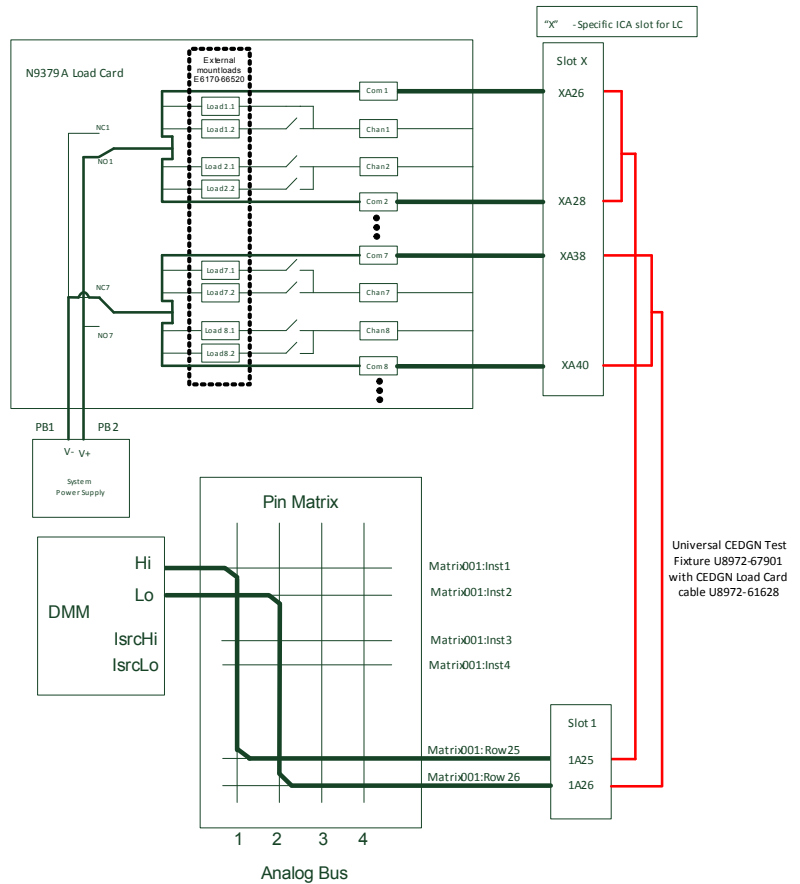 "X" - Specific ICA slot for LC
N9379A Load Card
External
mount loads
E6170-66520
Slot X
Com 1
XA26
Load1.1
NC1
Load1.2
Chan1
NO1
Load 2.1
Chan2
Load2.2
Com 2
XA28
Com 7
XA38
Load7.1
NC7
Load7.2
Chan7
NO7
Load 8.1
Chan8
Load8.2
Com 8
XA40
PB1
PB2
V- V+
System
Power Supply
Pin Matrix
DMM
Hi
Lo
IsrcHi
IsrcLo
Matrix001:Inst1
Matrix001:Inst2
Matrix001:Inst3
Matrix001:Inst4
Universal CEDGN Test
Fixture U8972-67901
with CEDGN Load Card
cable U8972-61628
Slot 1
Matrix001:Row25
1A25
Matrix001:Row 26
1A26
1 2 3 4
Analog Bus